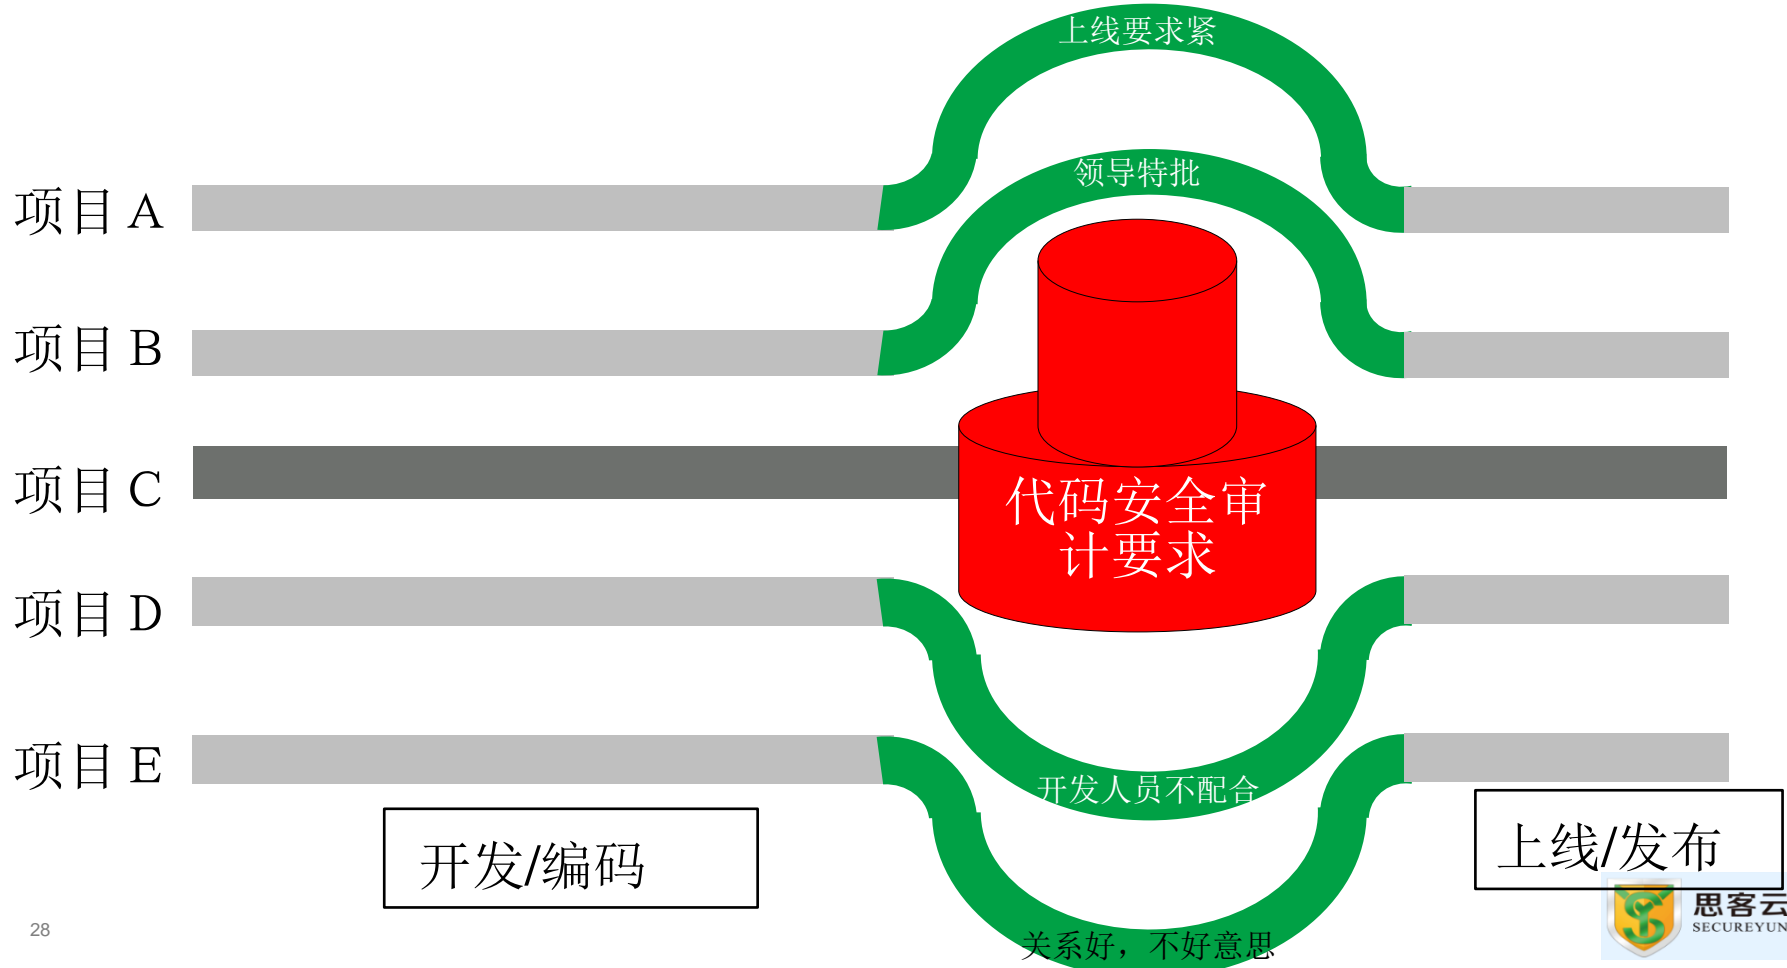 上线要求紧
领导特批
项目 A
项目 B
项目 C
代码安全审
计要求
项目 D
项目 E
开发人员不配合
开发/编码
上线/发布
关系好，不好意思
28
思客云
SECUREYUN